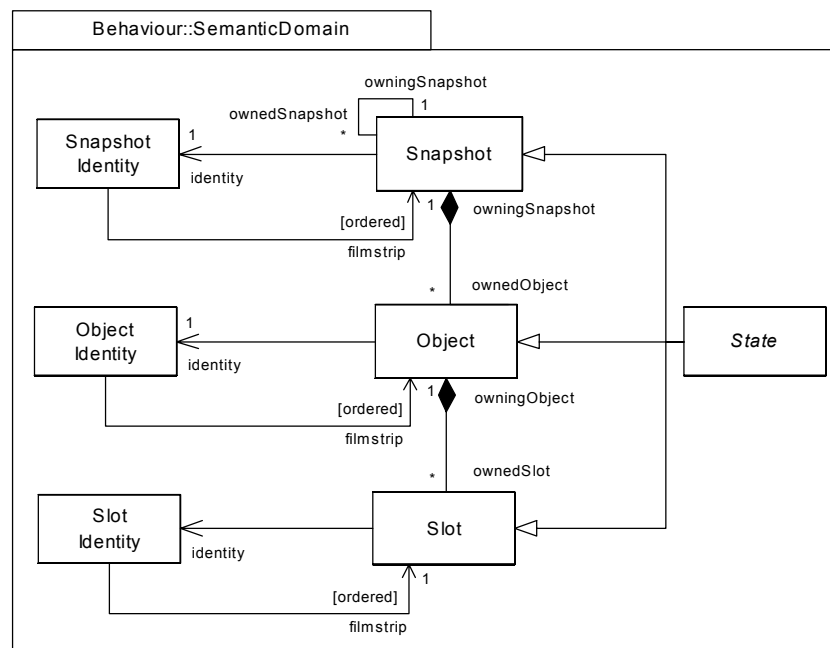 Behaviour::SemanticDomain
owningSnapshot
ownedSnapshot
1
*
1
Snapshot
Identity
identity
Snapshot
[ordered]
filmstrip
1
owningSnapshot
*
ownedObject
1
Object
Identity
identity
Object
State
[ordered]
filmstrip
1
owningObject
*
ownedSlot
Slot
Identity
identity
Slot
[ordered]
filmstrip
1